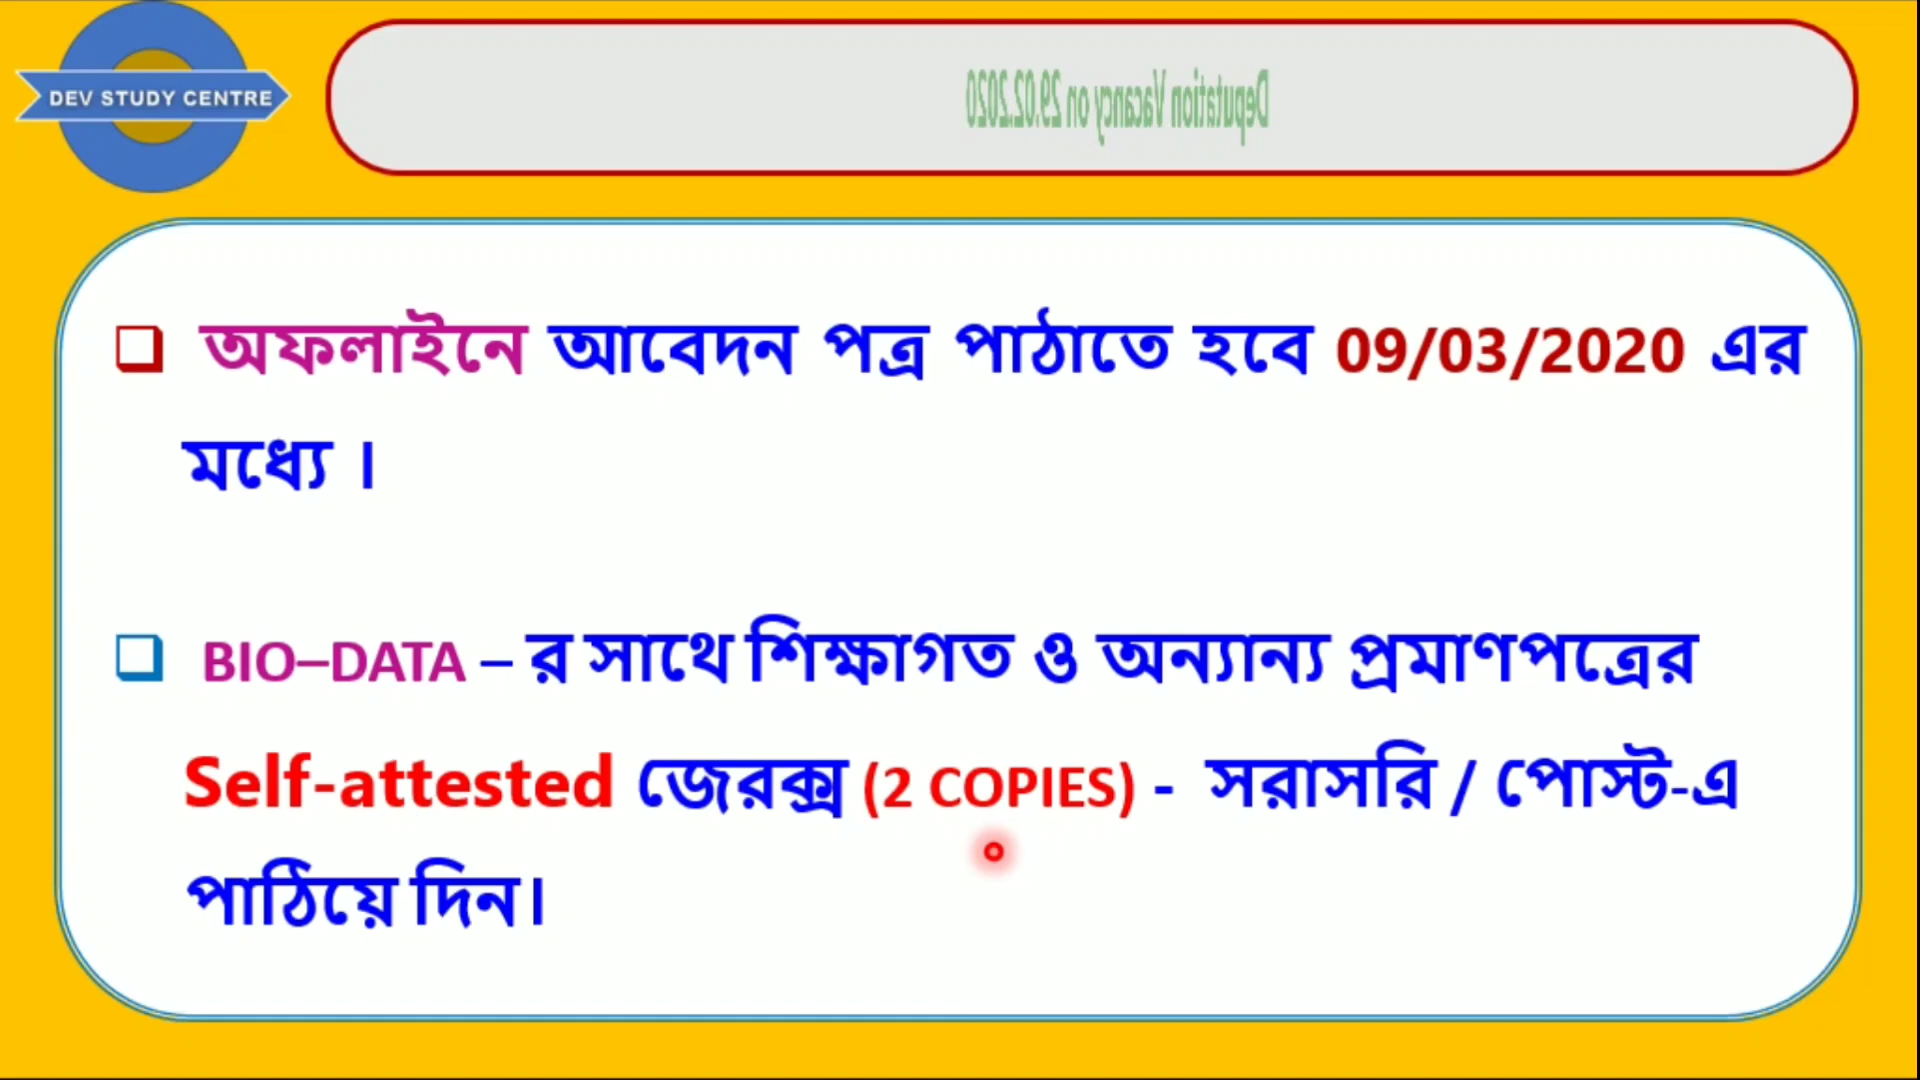 DEV STUDY CENTRE
Deputation Vacancy on 29.02.2020
অফলাইনে আবেদন পত্র পাঠাতে হবে 09/03/2020 এর
মধ্যে ।
BIO–DATA – র সাথে শিক্ষাগত ও অন্যান্য প্রমাণপত্রের
Self-attested জেরক্স (2 COPIES) - সরাসরি / পোস্ট-এ
পাঠিয়ে দিন।